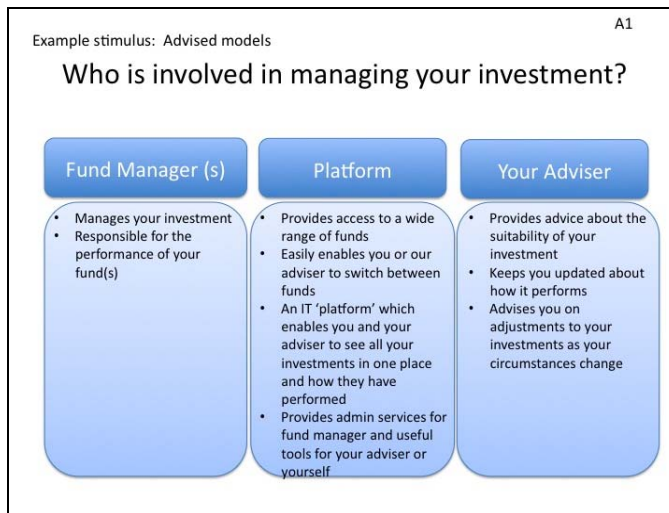 A1
Example stimulus: Advised models
Who is involved in managing your investment?
Fund Manager (s)
• Manages your investment
• Responsible for the
performance of your
fund(s)
Platform
• Provides access to a wide
range of funds
• Easily enables you or our
adviser to switch between
funds
• An IT ‘platform’ which
enables you and your
adviser to see all your
investments in one place
and how they have
performed
• Provides admin services for
fund manager and useful
tools for your adviser or
yourself
Your Adviser
• Provides advice about the
suitability of your
investment
• Keeps you updated about
how it performs
• Advises you on
adjustments to your
investments as your
circumstances change